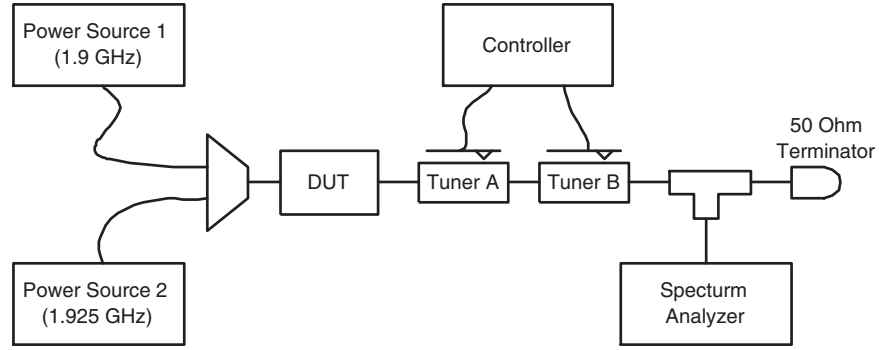 Power Source 1
(1.9 GHz)
Controller
50 Ohm
Terminator
DUT
Tuner A
Tuner B
Power Source 2
(1.925 GHz)
Specturm
Analyzer